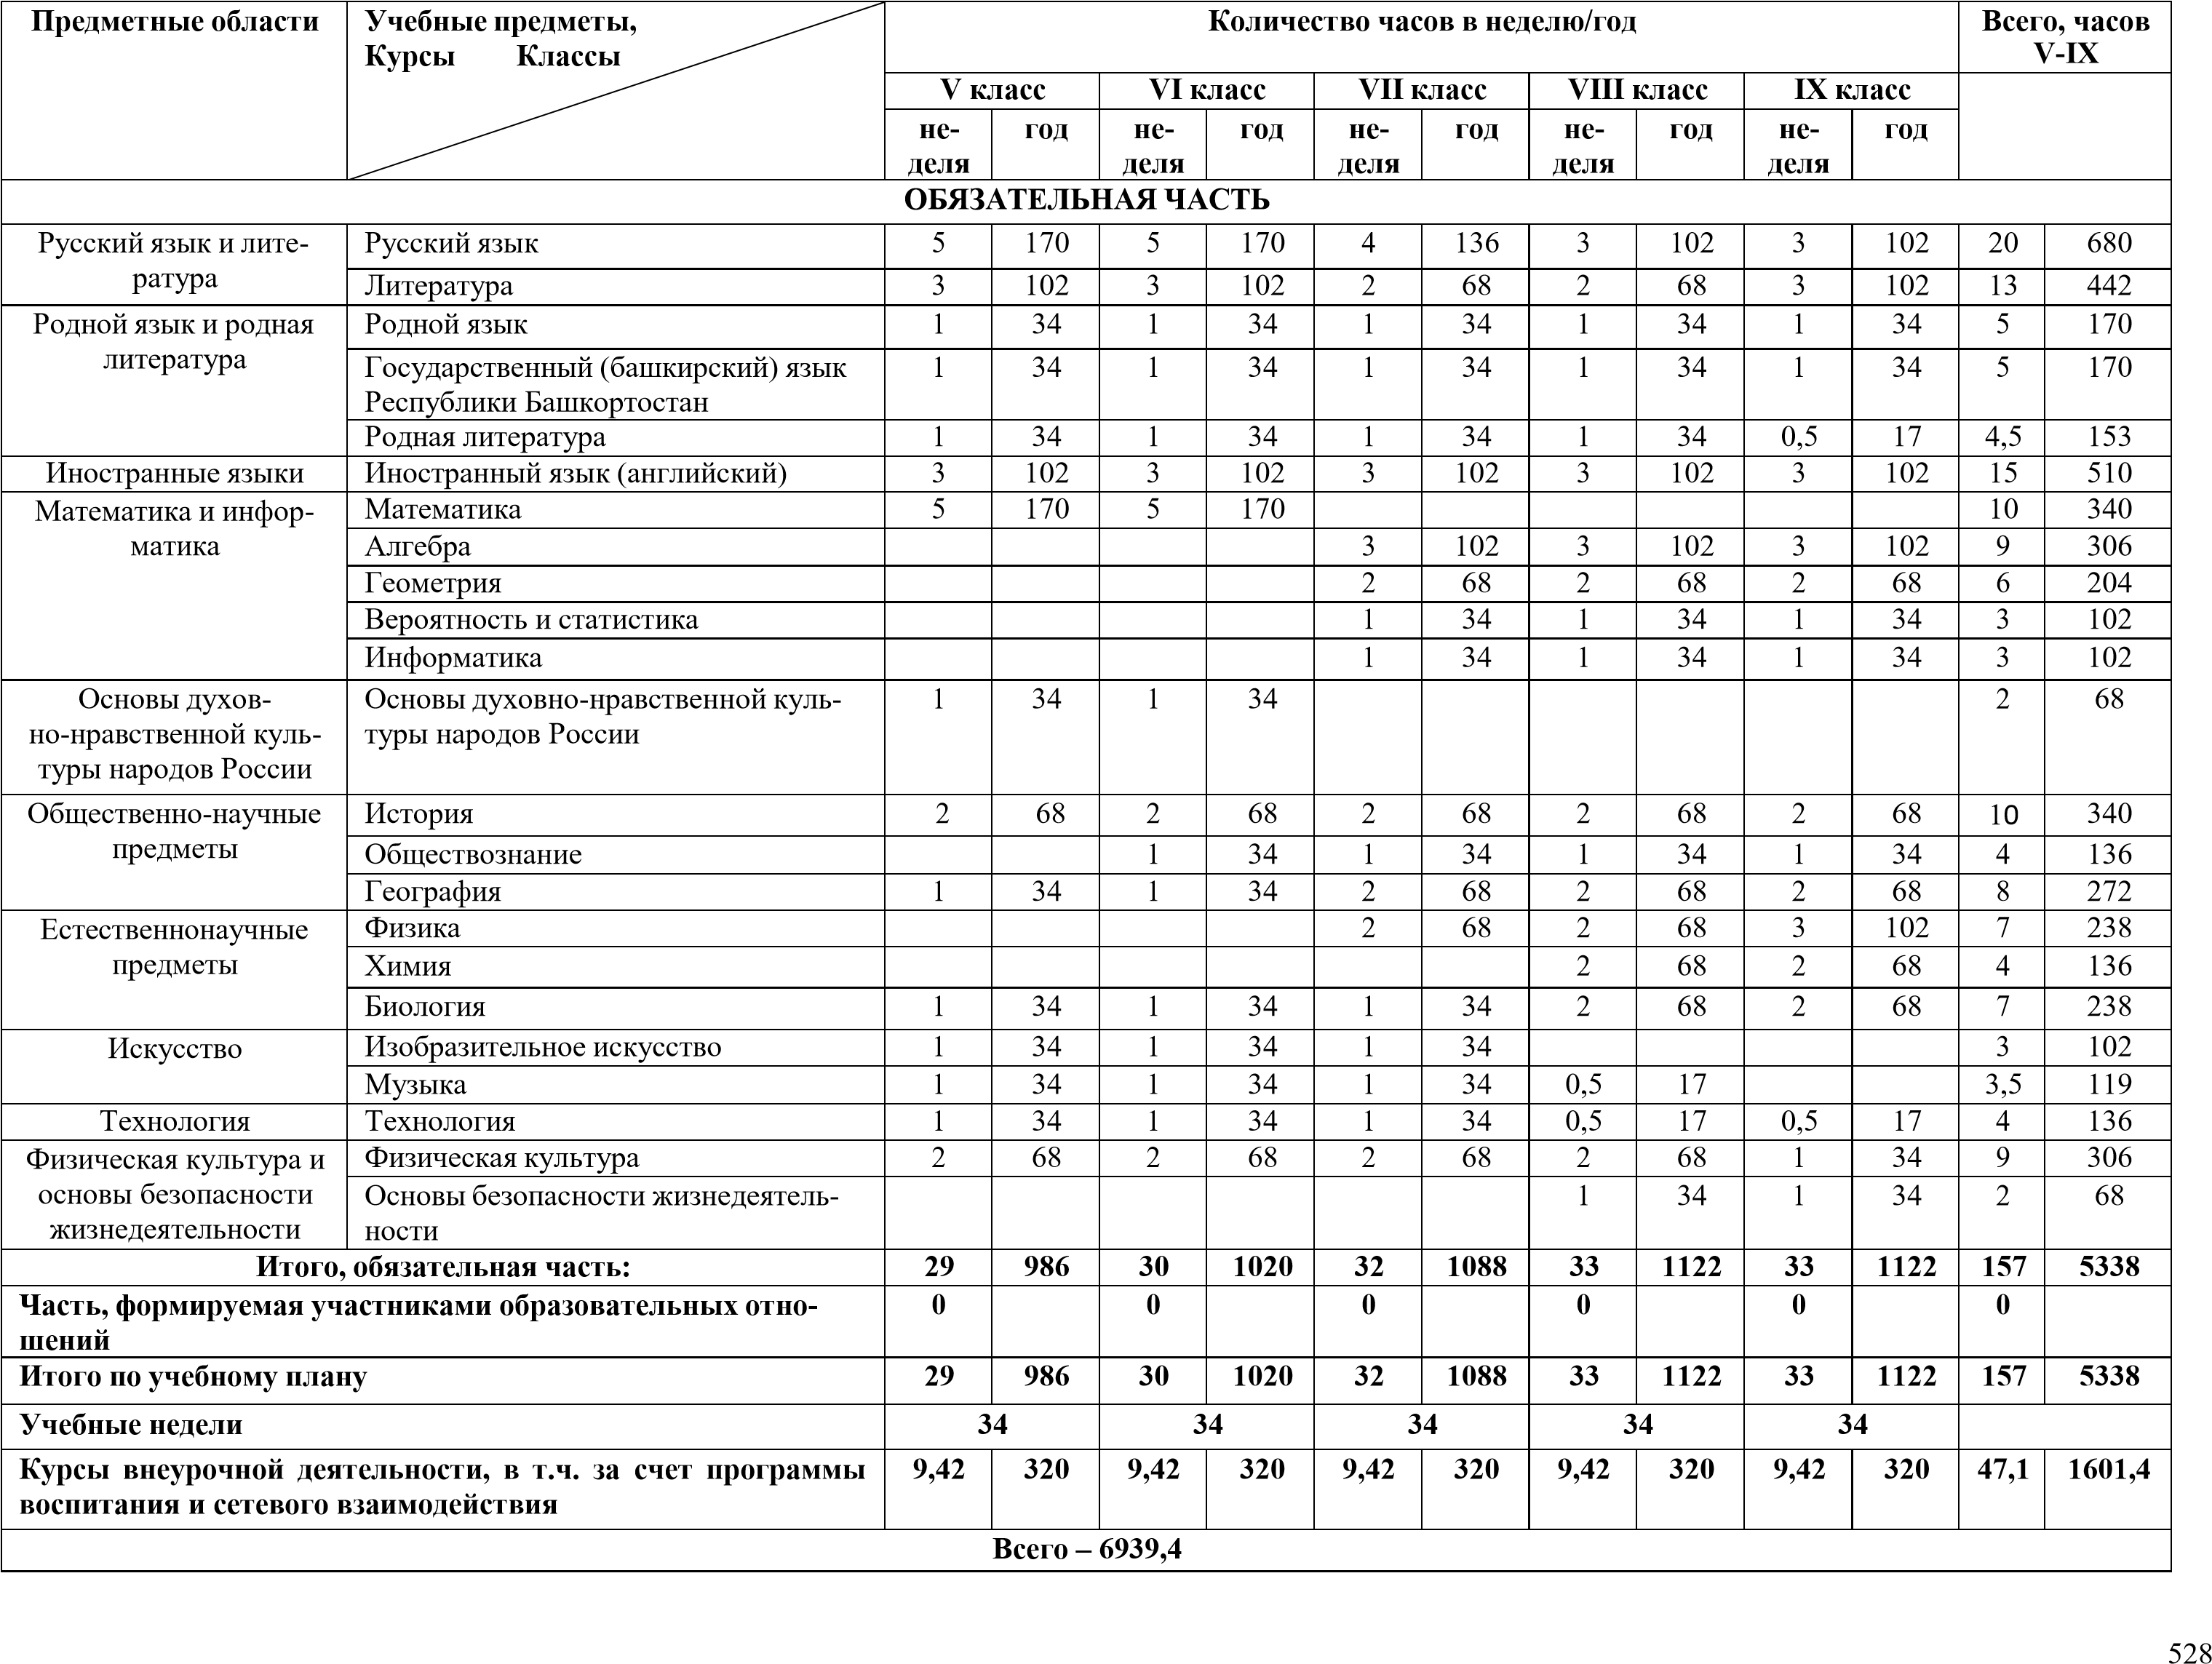 Предметные области Учебные предметы, Количество часов в неделю/год Всего, часов
Курсы Классы V-IX
V класс VI класс VII класс VIII класс IX класс
не- год не- год не- год не- год не- год
деля деля деля деля деля
ОБЯЗАТЕЛЬНАЯ ЧАСТЬ
Русский язык и лите- Русский язык 5 170 5 170 4 136 3 102 3 102 20 680
ратура Литература 3 102 3 102 2 68 2 68 3 102 13 442
Родной язык и родная Родной язык 1 34 1 34 1 34 1 34 1 34 5 170
литература Государственный (башкирский) язык 1 34 1 34 1 34 1 34 1 34 5 170
Республики Башкортостан
Родная литература 1 34 1 34 1 34 1 34 0,5 17 4,5 153
Иностранные языки Иностранный язык (английский) 3 102 3 102 3 102 3 102 3 102 15 510
Математика и инфор- Математика 5 170 5 170 10 340
матика Алгебра 3 102 3 102 3 102 9 306
Геометрия 2 68 2 68 2 68 6 204
Вероятность и статистика 1 34 1 34 1 34 3 102
Информатика 1 34 1 34 1 34 3 102
Основы духов- Основы духовно-нравственной куль- 1 34 1 34 2 68
но-нравственной куль- туры народов России
туры народов России
Общественно-научные История 2 68 2 68 2 68 2 68 2 68 10 340
предметы Обществознание 1 34 1 34 1 34 1 34 4 136
География 1 34 1 34 2 68 2 68 2 68 8 272
Естественнонаучные Физика 2 68 2 68 3 102 7 238
предметы Химия 2 68 2 68 4 136
Биология 1 34 1 34 1 34 2 68 2 68 7 238
Искусство Изобразительное искусство 1 34 1 34 1 34 3 102
Музыка 1 34 1 34 1 34 0,5 17 3,5 119
Технология Технология 1 34 1 34 1 34 0,5 17 0,5 17 4 136
Физическая культура и Физическая культура 2 68 2 68 2 68 2 68 1 34 9 306
основы безопасности Основы безопасности жизнедеятель- 1 34 1 34 2 68
жизнедеятельности ности
Итого, обязательная часть: 29 986 30 1020 32 1088 33 1122 33 1122 157 5338
Часть, формируемая участниками образовательных отно- 0 0 0 0 0 0
шений
Итого по учебному плану 29 986 30 1020 32 1088 33 1122 33 1122 157 5338
Учебные недели 34 34 34 34 34
Курсы внеурочной деятельности, в т.ч. за счет программы 9,42 320 9,42 320 9,42 320 9,42 320 9,42 320 47,1 1601,4
воспитания и сетевого взаимодействия
Всего – 6939,4
528